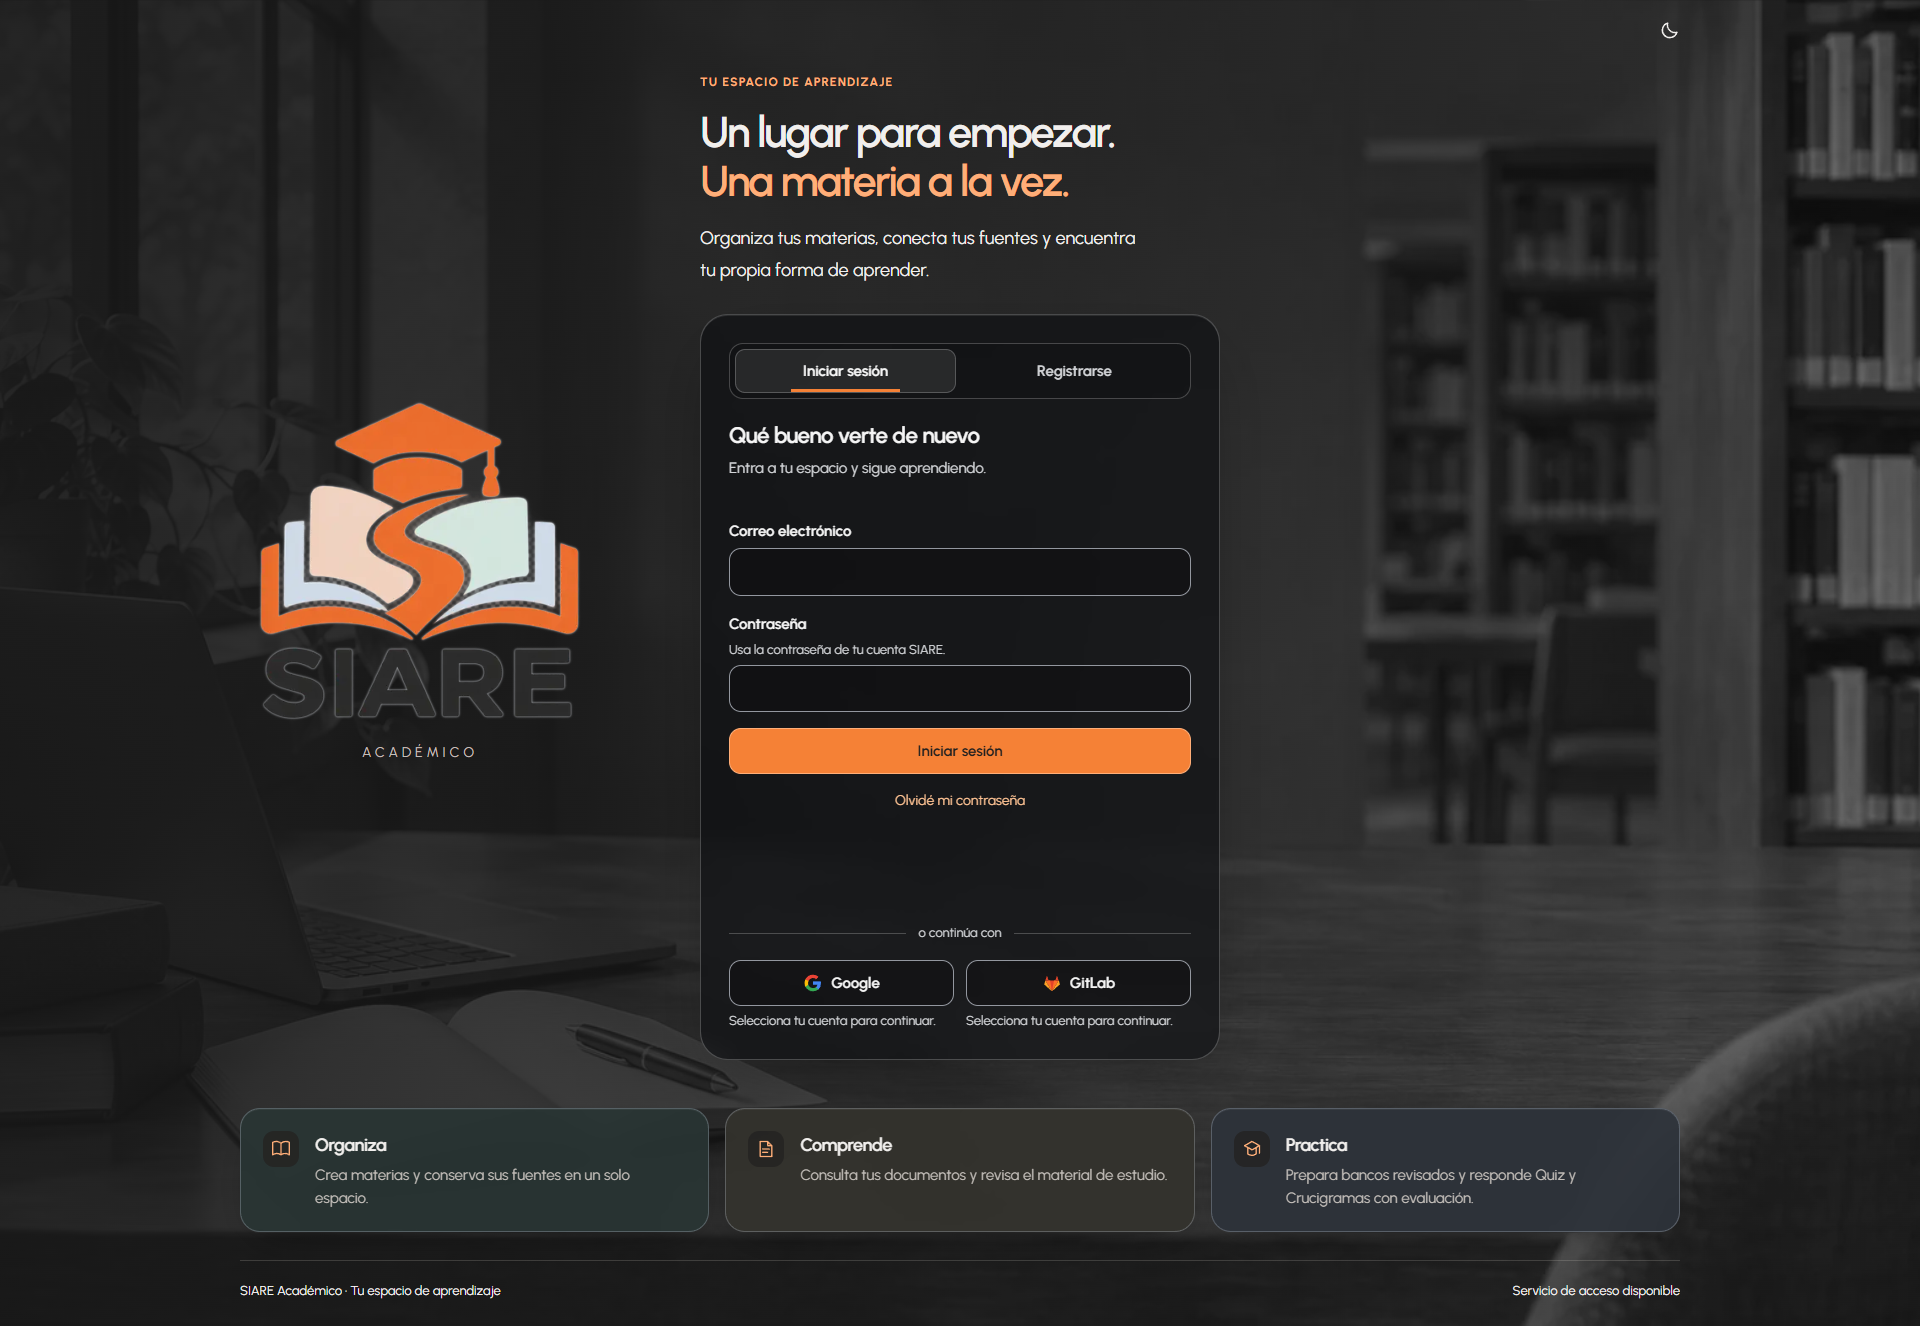 TU ESPACIO DE APRENDIZAJE
Un lugar para empezar.
Una materia a la vez.
Organiza tus materias, conecta tus fuentes y encuentra
tu propia forma de aprender.
SIARE
ACADÉMICO
Iniciar sesión
Registrarse
Qué bueno verte de nuevo
Entra a tu espacio y sigue aprendiendo.
Correo electrónico
Contraseña
Usa la contraseña de tu cuenta SIARE.
Iniciar sesión
Olvidé mi contraseña
o continúa con
Google
GitLab
Selecciona tu cuenta para continuar.
Selecciona tu cuenta para continuar.
Organiza
Crea materias y conserva sus fuentes en un solo
espacio.
Comprende
Consulta tus documentos y revisa el material de estudio.
Practica
Prepara bancos revisados y responde Quiz y
Crucigramas con evaluación.
SIARE Académico · Tu espacio de aprendizaje
Servicio de acceso disponible